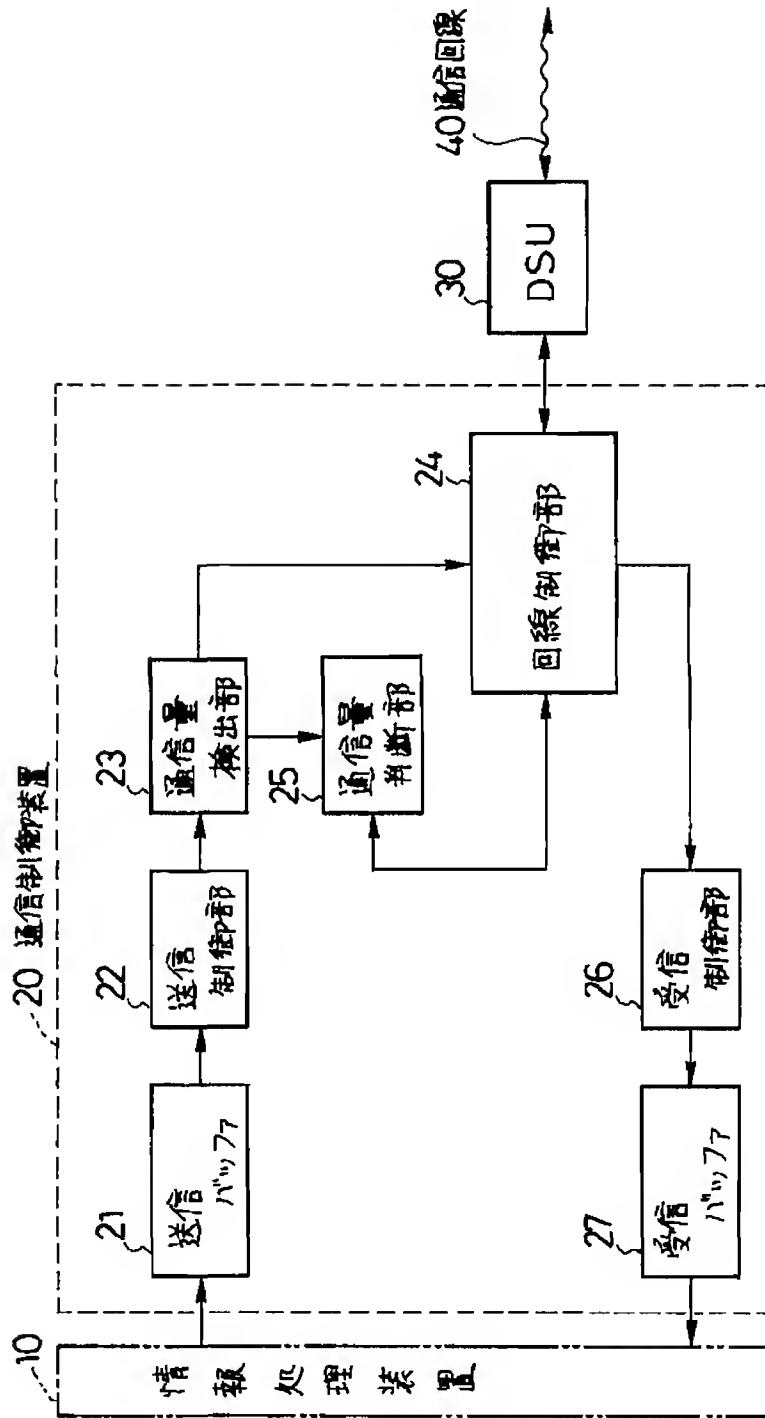 10
情報処理装置
20 通信制御装置
21
送信
バッファ
22
送信
制御部
23
通信量
検出部
25
通信量
判断部
24
回線制御部
30
DSU
40 通信回線
26
受信
制御部
27
受信
バッファ